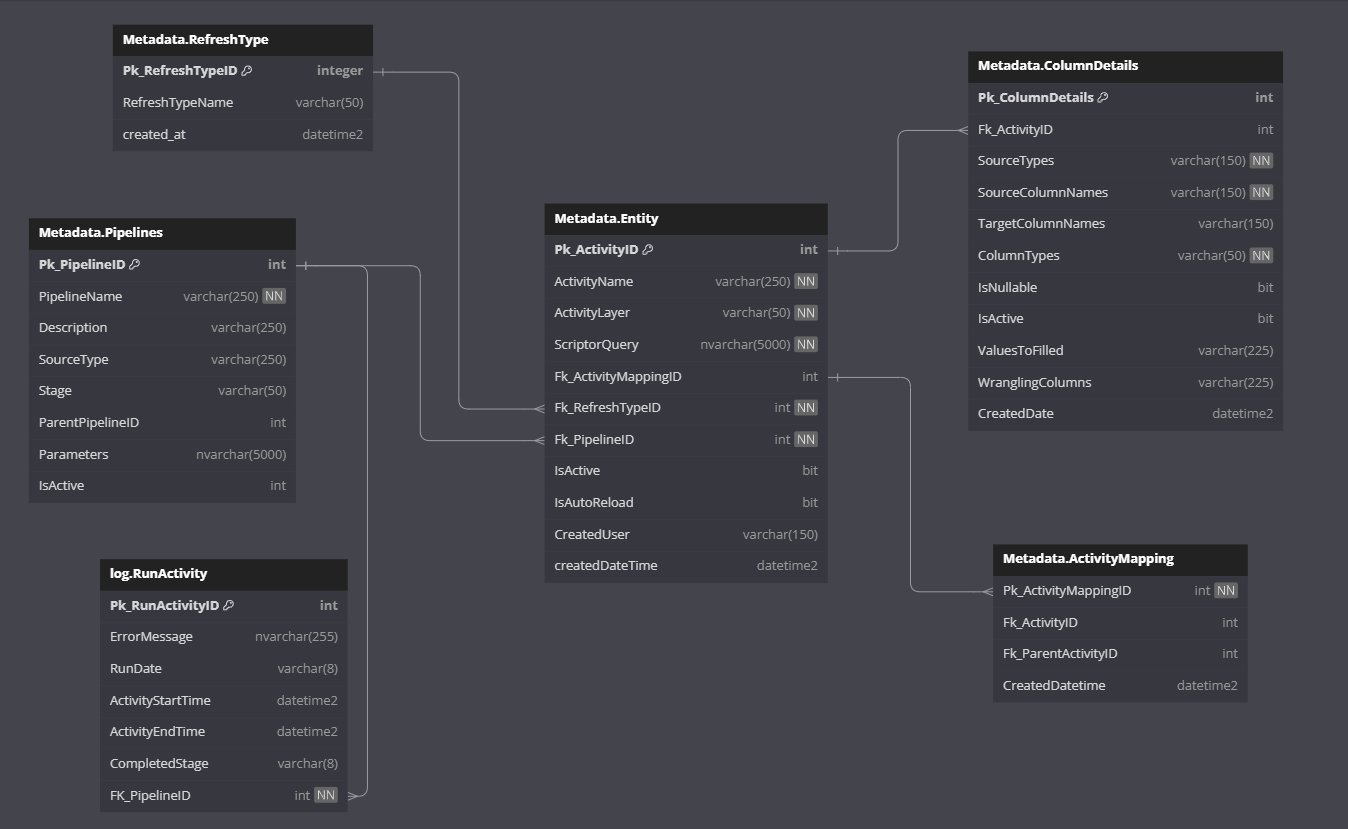 Metadata.RefreshType
Pk_RefreshTypeID integer
RefreshTypeName varchar(50)
created_at datetime2
Metadata.Pipelines
Pk_PipelineID int
PipelineName varchar(250) NN
Description varchar(250)
SourceType varchar(250)
Stage varchar(50)
ParentPipelineID int
Parameters nvarchar(5000)
IsActive int
log.RunActivity
Pk_RunActivityID int
ErrorMessage nvarchar(255)
RunDate varchar(8)
ActivityStartTime datetime2
ActivityEndTime datetime2
CompletedStage varchar(8)
FK_PipelineID int NN
Metadata.Entity
Pk_ActivityID int
ActivityName varchar(250) NN
ActivityLayer varchar(50) NN
ScriptorQuery nvarchar(5000) NN
Fk_ActivityMappingID int
Fk_RefreshTypeID int NN
Fk_PipelineID int NN
IsActive bit
IsAutoReload bit
CreatedUser varchar(150)
createdDateTime datetime2
Metadata.ColumnDetails
Pk_ColumnDetails int
Fk_ActivityID int
SourceTypes varchar(150) NN
SourceColumnNames varchar(150) NN
TargetColumnNames varchar(150)
ColumnTypes varchar(50) NN
IsNullable bit
IsActive bit
ValuesToFilled varchar(225)
WranglingColumns varchar(225)
CreatedDate datetime2
Metadata.ActivityMapping
Pk_ActivityMappingID int NN
Fk_ActivityID int
Fk_ParentActivityID int
CreatedDatetime datetime2